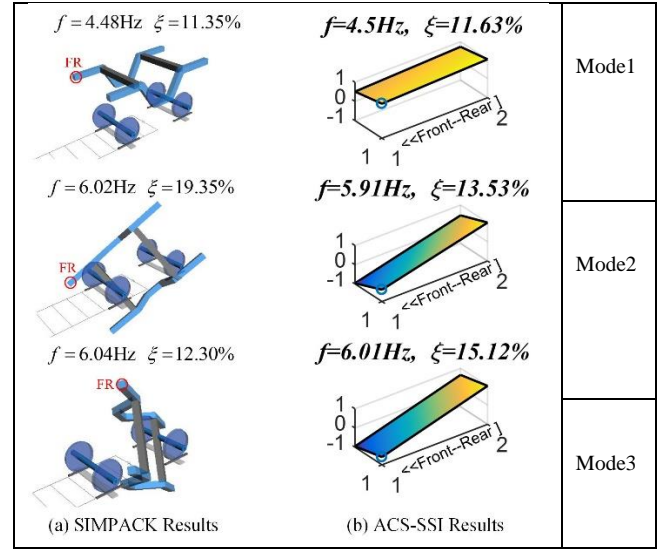 f = 4.48Hz ξ = 11.35%
f=4.5Hz, ξ=11.63%
Mode1
FR
1
0
-1
1
1
<<Front--Rear ]
2
f = 6.02Hz ξ = 19.35%
f=5.91Hz, ξ=13.53%
Mode2
FR
1
0
-1
1
1
<<Front--Rear ]
2
f = 6.04Hz ξ = 12.30%
f=6.01Hz, ξ=15.12%
Mode3
FR
1
0
-1
1
1
<<Front--Rear ]
2
(a) SIMPACK Results
(b) ACS-SSI Results